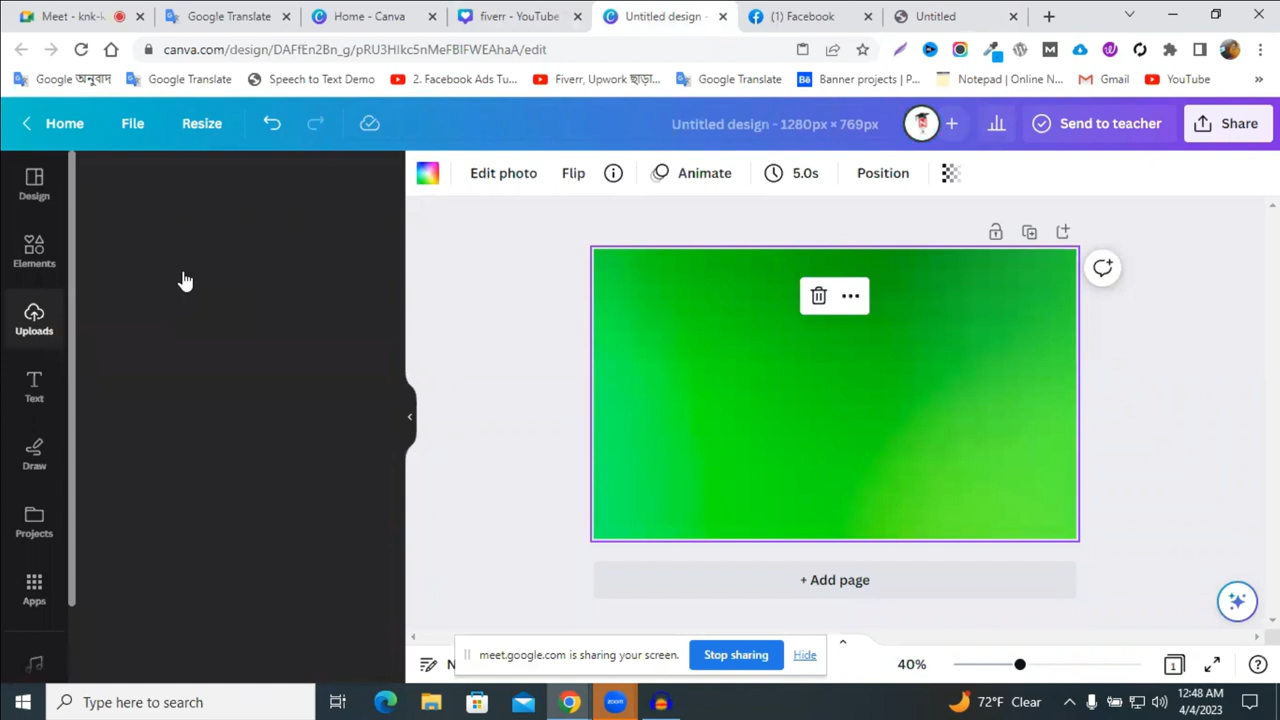 Meet - knk-k
Google Translate
Home - Canva
fiverr - YouTube
Untitled design -
(1) Facebook
Untitled
canva.com/design/DAFfEn2Bn_g/pRU3HIkc5nMeFBIFWEAhaA/edit
Google অনুবাদ
Google Translate
Speech to Text Demo
2. Facebook Ads Tu...
Fiverr, Upwork ছাড়া...
Google Translate
Bē Banner projects | P...
Notepad | Online N...
Gmail
YouTube
Home
File
Resize
Untitled design - 1280px × 769px
Send to teacher
Share
Design
Elements
Uploads
Text
Draw
Projects
Apps
Edit photo
Flip
Animate
5.0s
Position
+ Add page
meet.google.com is sharing your screen.
Stop sharing
Hide
N
40%
1
Type here to search
zoom
72°F Clear
12:48 AM
4/4/2023